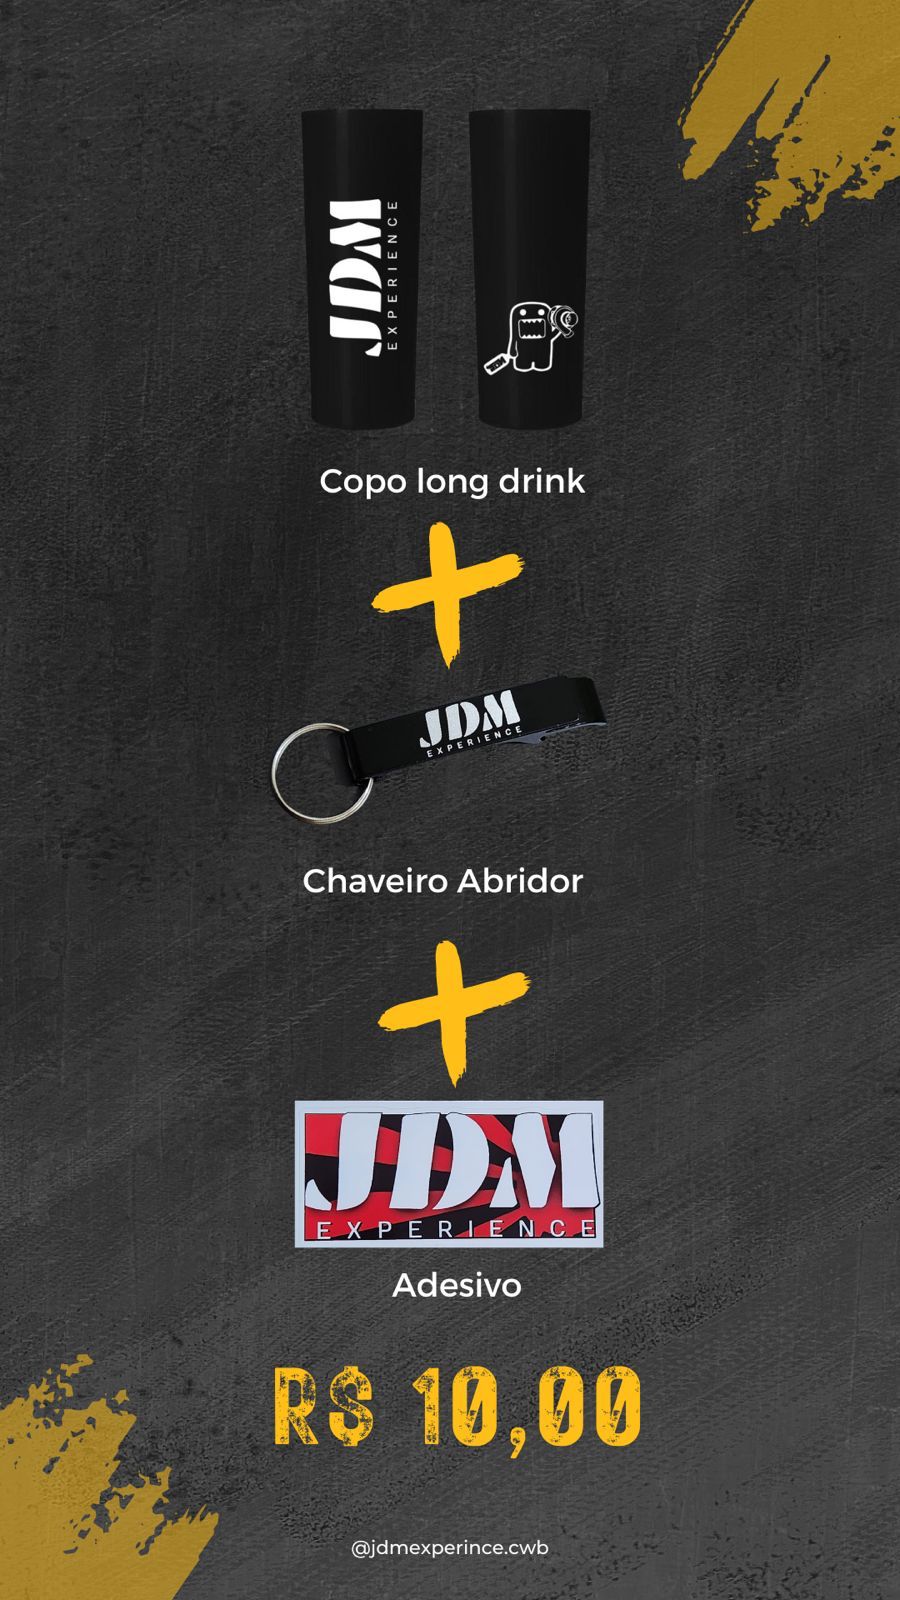 JDM
EXPERIENCE
Copo long drink
JDM
EXPERIENCE
Chaveiro Abridor
JDM
EXPERIENCE
Adesivo
R$ 10,00
@jdmexperince.cwb